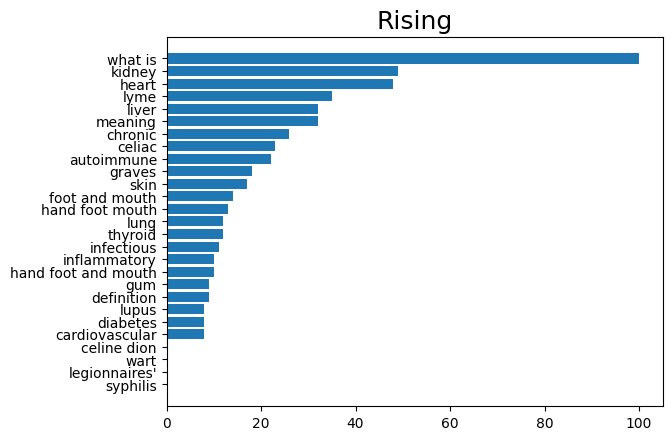 Rising
what is
kidney
heart
lyme
liver
meaning
chronic
celiac
autoimmune
graves
skin
foot and mouth
hand foot mouth
lung
thyroid
infectious
inflammatory
hand foot and mouth
gum
definition
lupus
diabetes
cardiovascular
celine dion
wart
legionnaires'
syphilis
0 20 40 60 80 100